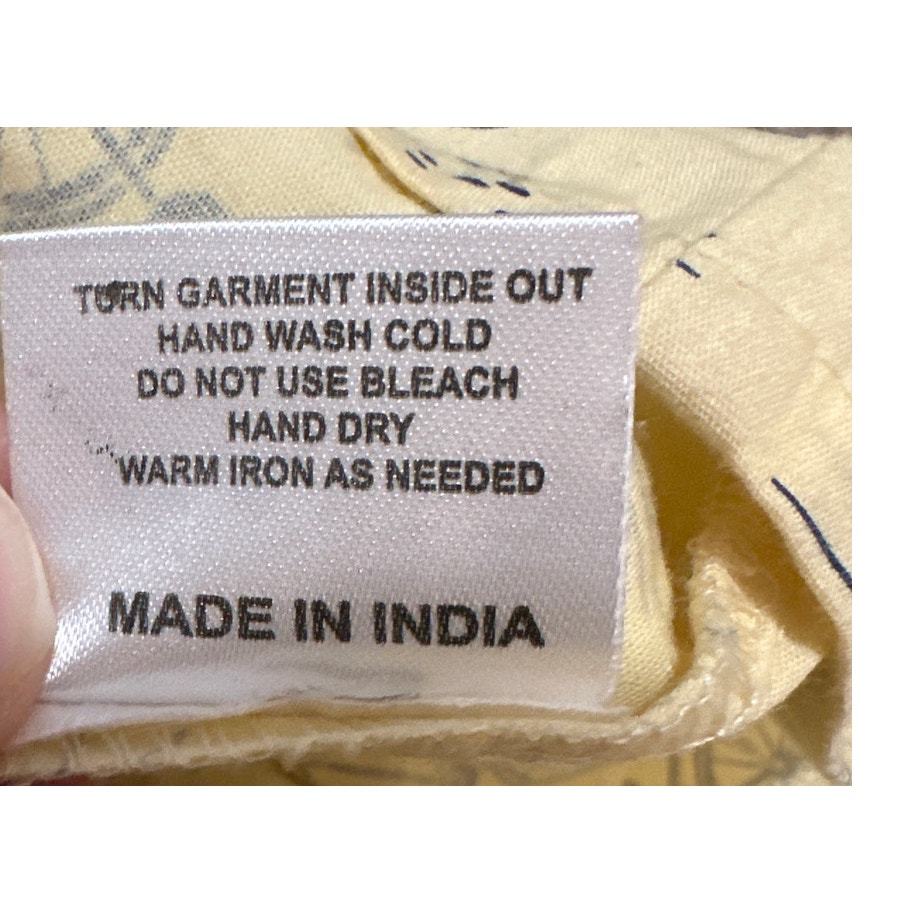 TURN GARMENT INSIDE OUT
HAND WASH COLD
DO NOT USE BLEACH
HAND DRY
WARM IRON AS NEEDED
MADE IN INDIA